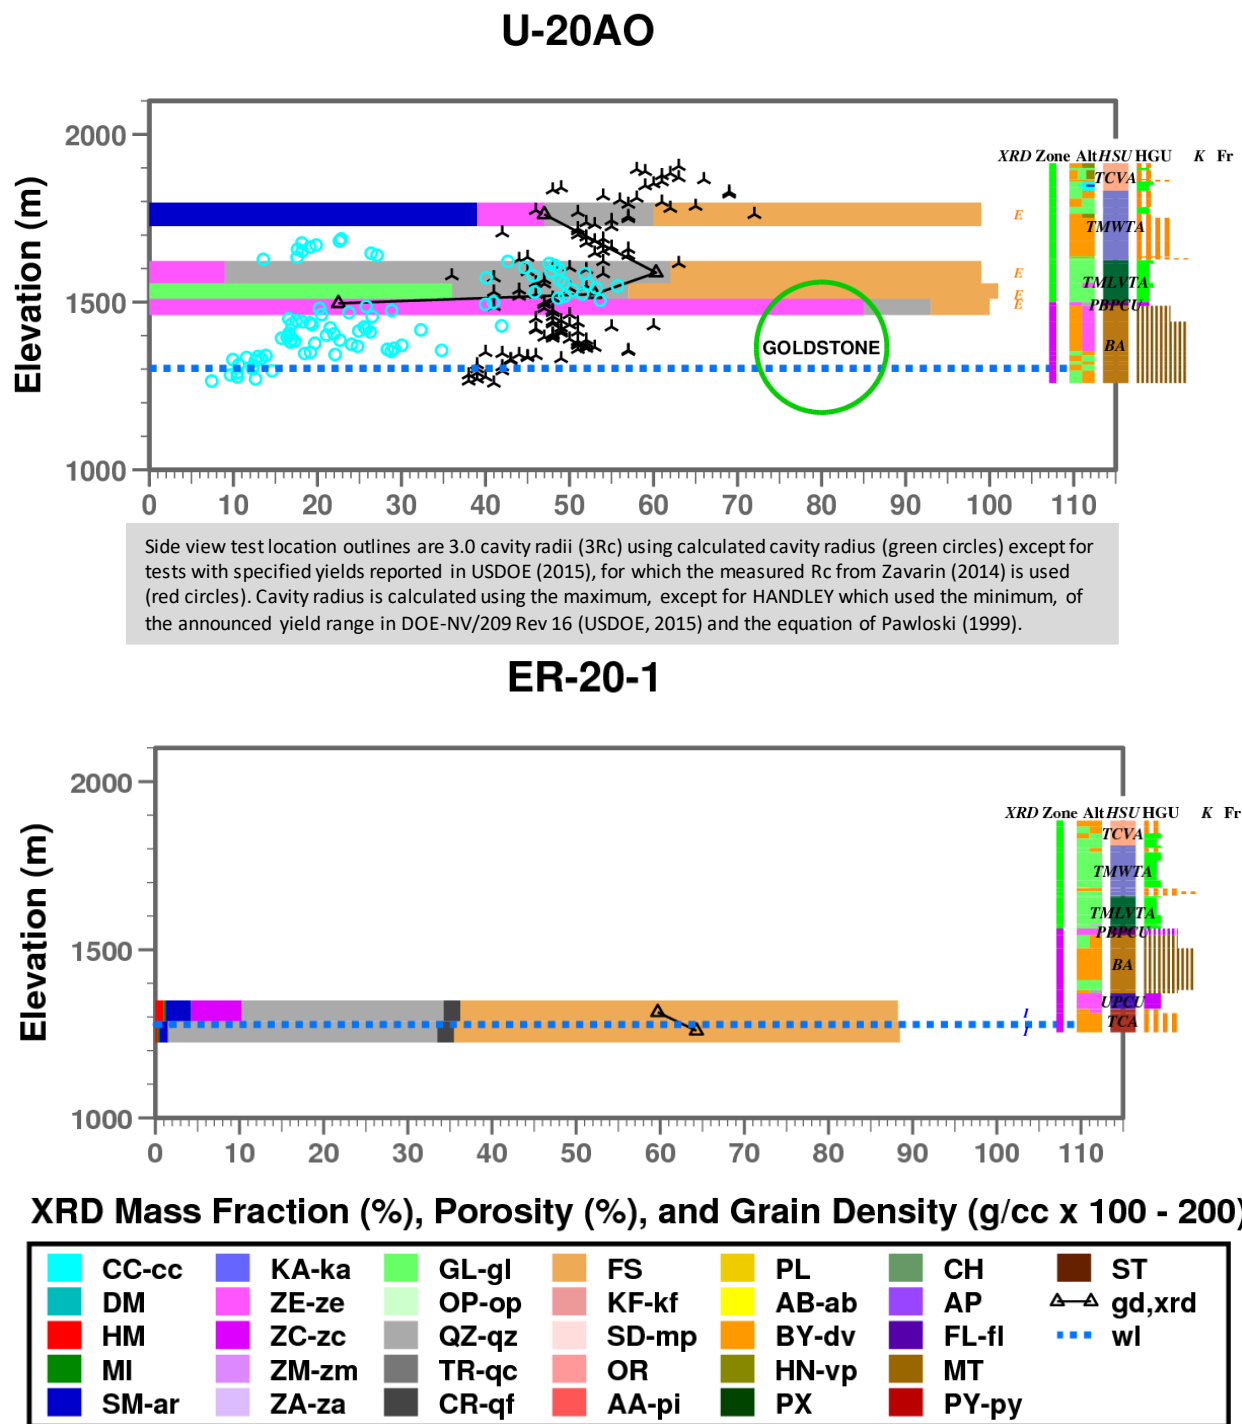 U-20AO
Elevation (m)
2000
1500
1000
0 10 20 30 40 50 60 70 80 90 100 110
XRD Zone Alt HSU HGU K Fr
TCVA
TMWTA
TMLVTA
PBPCU
BA
E
E
E
E
GOLDSTONE
Side view test location outlines are 3.0 cavity radii (3Rc) using calculated cavity radius (green circles) except for
tests with specified yields reported in USDOE (2015), for which the measured Rc from Zavarin (2014) is used
(red circles). Cavity radius is calculated using the maximum, except for HANDLEY which used the minimum, of
the announced yield range in DOE-NV/209 Rev 16 (USDOE, 2015) and the equation of Pawloski (1999).
ER-20-1
Elevation (m)
2000
1500
1000
0 10 20 30 40 50 60 70 80 90 100 110
XRD Zone Alt HSU HGU K Fr
TCVA
TMWTA
TMLVTA
PBPCU
BA
UPCU
TCA
I
I
XRD Mass Fraction (%), Porosity (%), and Grain Density (g/cc x 100 - 200)
CC-cc KA-ka GL-gl FS PL CH ST
DM ZE-ze OP-op KF-kf AB-ab AP gd,xrd
HM ZC-zc QZ-qz SD-mp BY-dv FL-fl wl
MI ZM-zm TR-qc OR HN-vp MT
SM-ar ZA-za CR-qf AA-pi PX PY-py